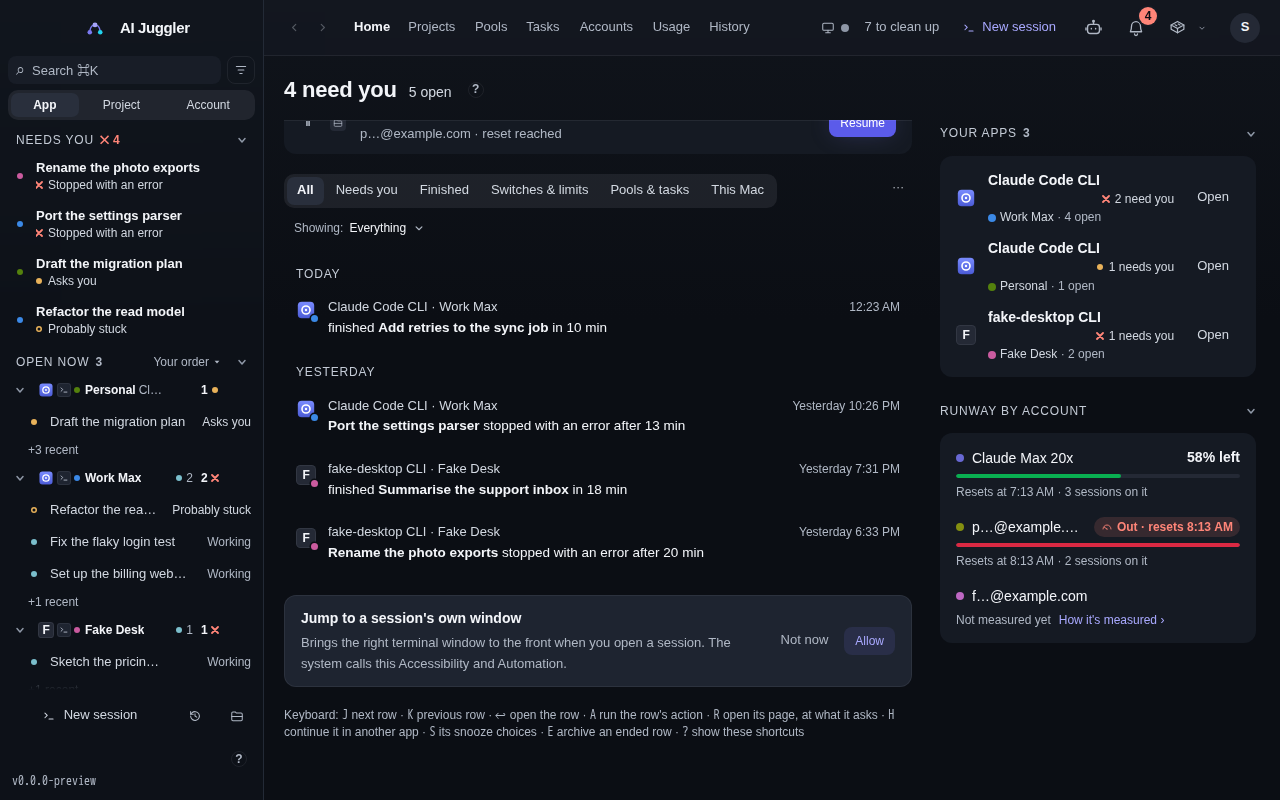 AI Juggler
Search ⌘K
App Project Account
NEEDS YOU 4
Rename the photo exports
Stopped with an error
Port the settings parser
Stopped with an error
Draft the migration plan
Asks you
Refactor the read model
Probably stuck
OPEN NOW 3 Your order
Personal Cl… 1
Draft the migration plan Asks you
+3 recent
Work Max 2 2
Refactor the rea… Probably stuck
Fix the flaky login test Working
Set up the billing web… Working
+1 recent
F Fake Desk 1 1
Sketch the pricin… Working
New session
?
v0.0.0-preview
Home Projects Pools Tasks Accounts Usage History
7 to clean up
New session
4
S
4 need you 5 open ?
p…@example.com · reset reached
Resume
All Needs you Finished Switches & limits Pools & tasks This Mac ···
Showing: Everything
TODAY
Claude Code CLI · Work Max 12:23 AM
finished Add retries to the sync job in 10 min
YESTERDAY
Claude Code CLI · Work Max Yesterday 10:26 PM
Port the settings parser stopped with an error after 13 min
F
fake-desktop CLI · Fake Desk Yesterday 7:31 PM
finished Summarise the support inbox in 18 min
F
fake-desktop CLI · Fake Desk Yesterday 6:33 PM
Rename the photo exports stopped with an error after 20 min
Jump to a session's own window
Brings the right terminal window to the front when you open a session. The
system calls this Accessibility and Automation.
Not now Allow
Keyboard: J next row · K previous row · ↩ open the row · A run the row's action · R open its page, at what it asks · H
continue it in another app · S its snooze choices · E archive an ended row · ? show these shortcuts
YOUR APPS 3
Claude Code CLI
2 need you Open
Work Max · 4 open
Claude Code CLI
1 needs you Open
Personal · 1 open
F
fake-desktop CLI
1 needs you Open
Fake Desk · 2 open
RUNWAY BY ACCOUNT
Claude Max 20x 58% left
Resets at 7:13 AM · 3 sessions on it
p…@example.… Out · resets 8:13 AM
Resets at 8:13 AM · 2 sessions on it
f…@example.com
Not measured yet How it's measured ›